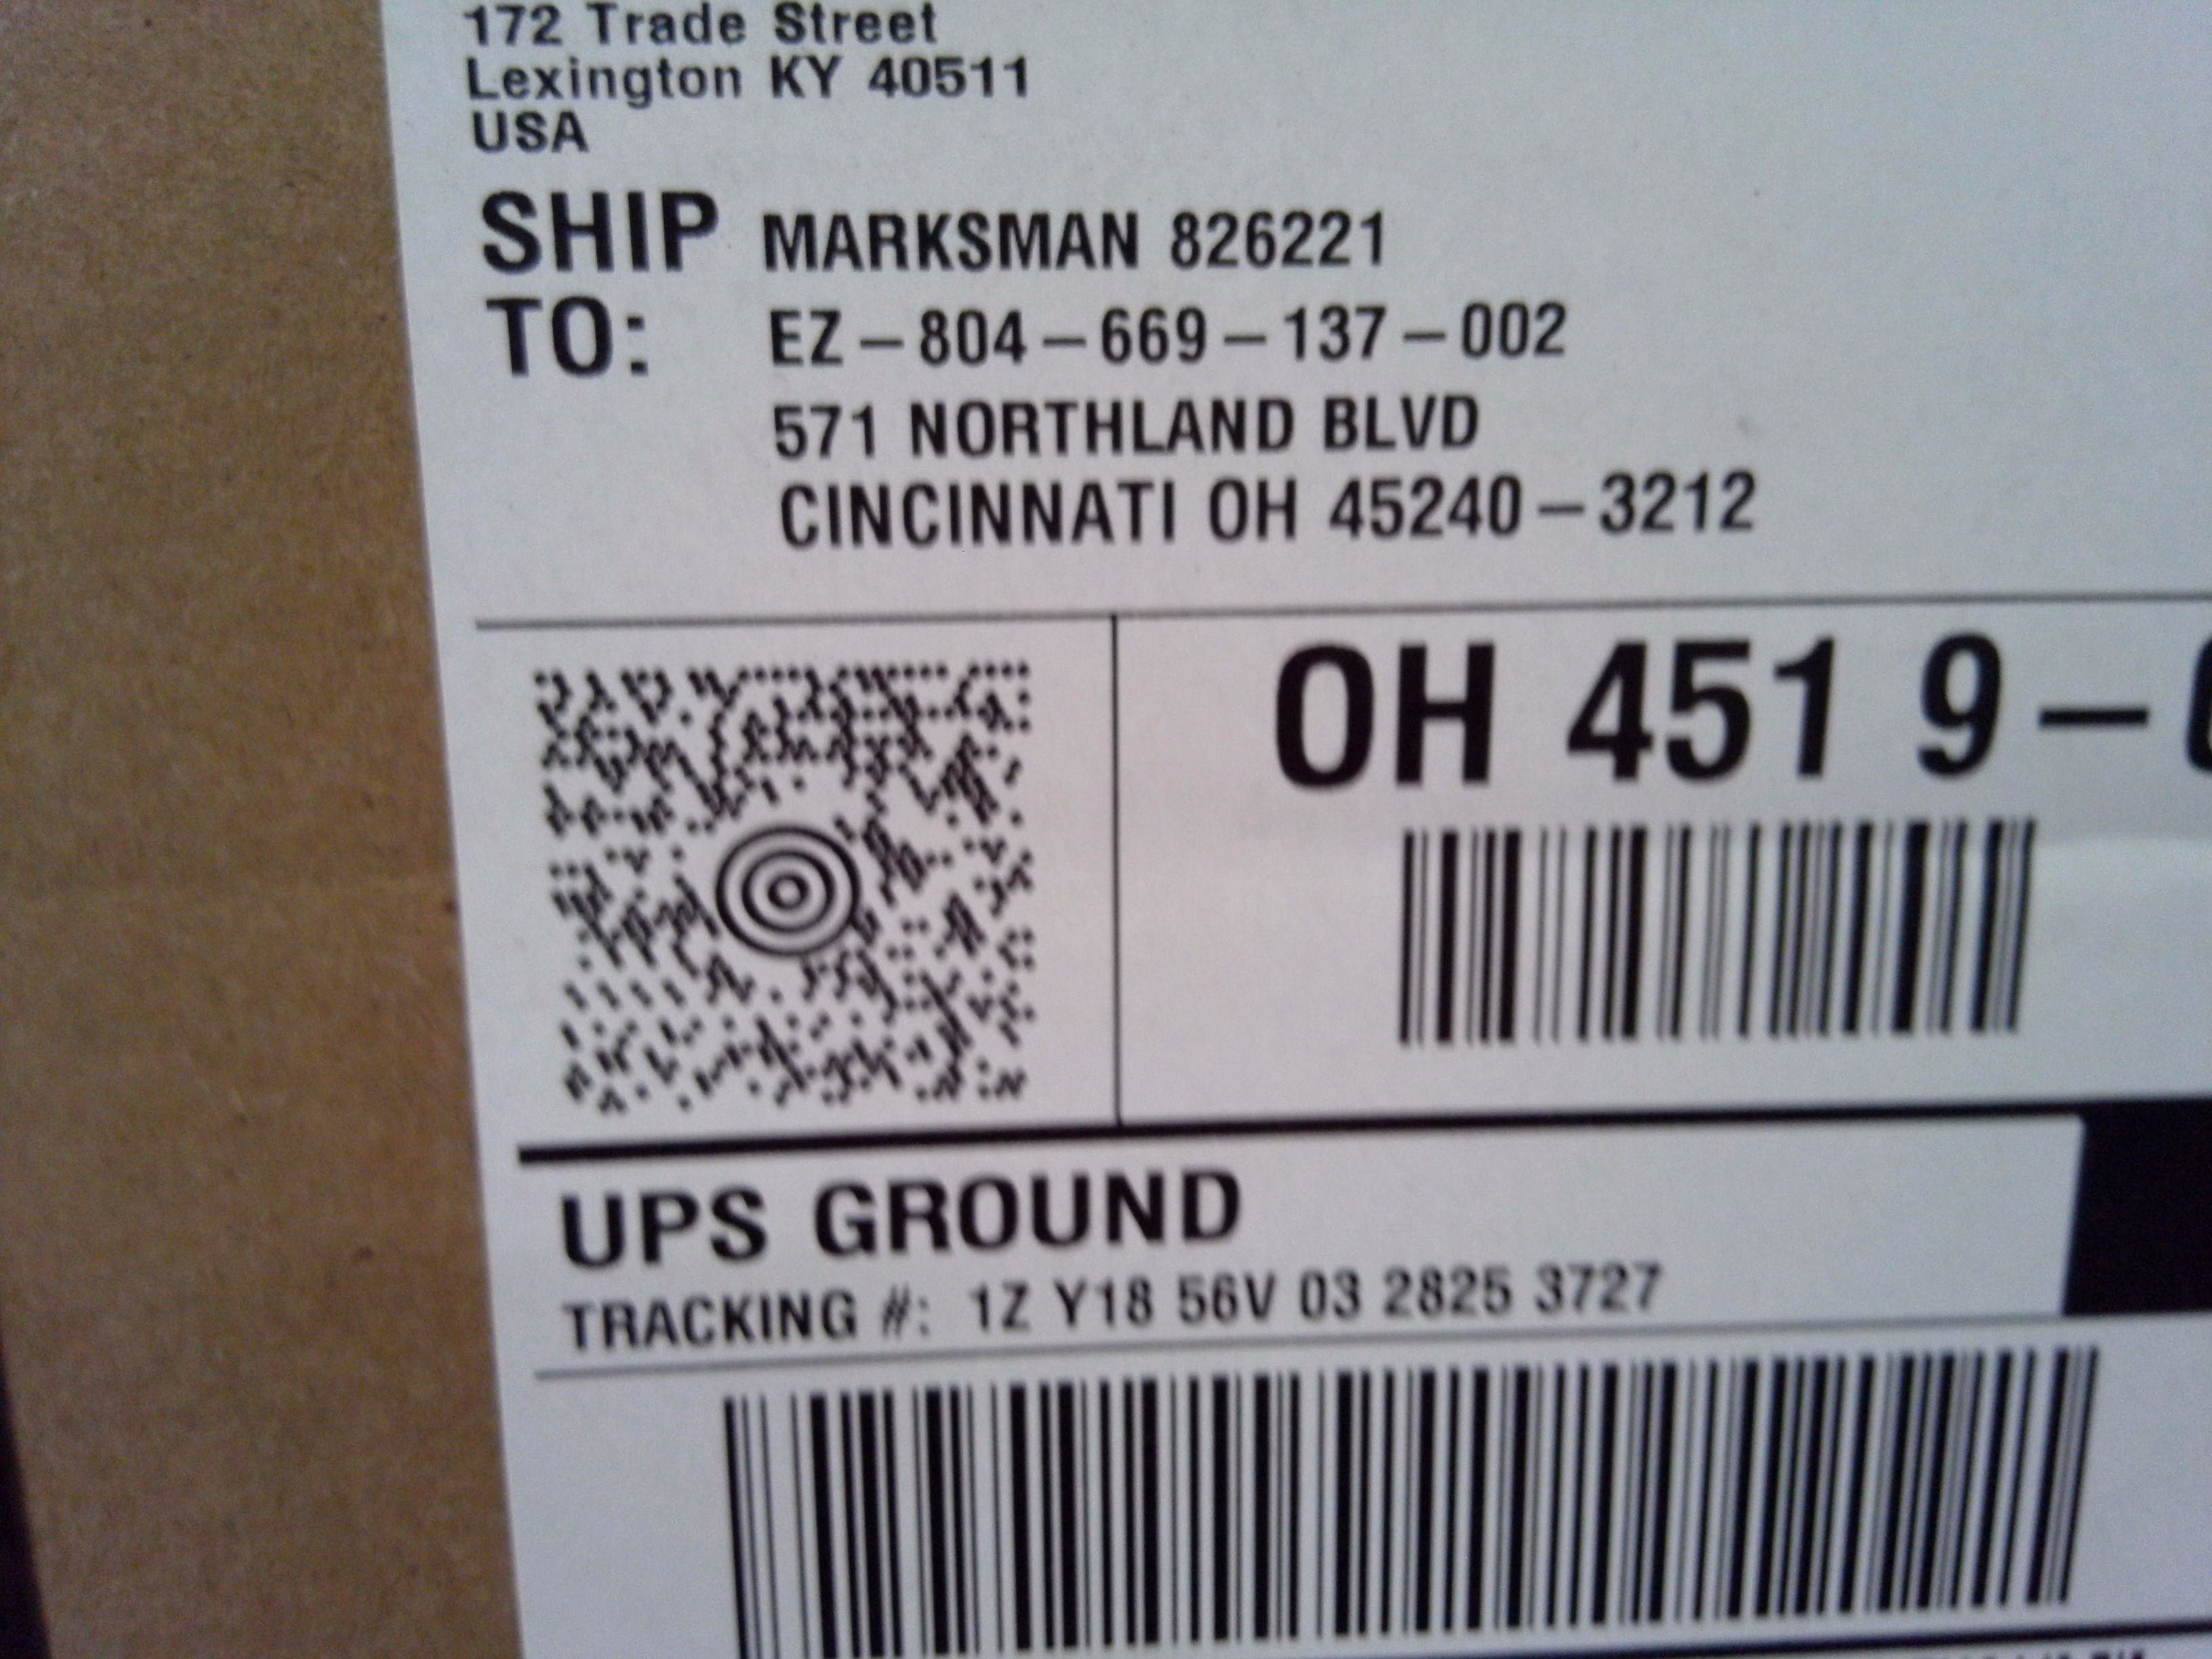 172 Trade Street
Lexington KY 40511
USA
SHIP TO:
MARKSMAN 826221
EZ-804-669-137-002
571 NORTHLAND BLVD
CINCINNATI OH 45240-3212
OH 451 9-
UPS GROUND
TRACKING #: 1Z Y18 56V 03 2825 3727